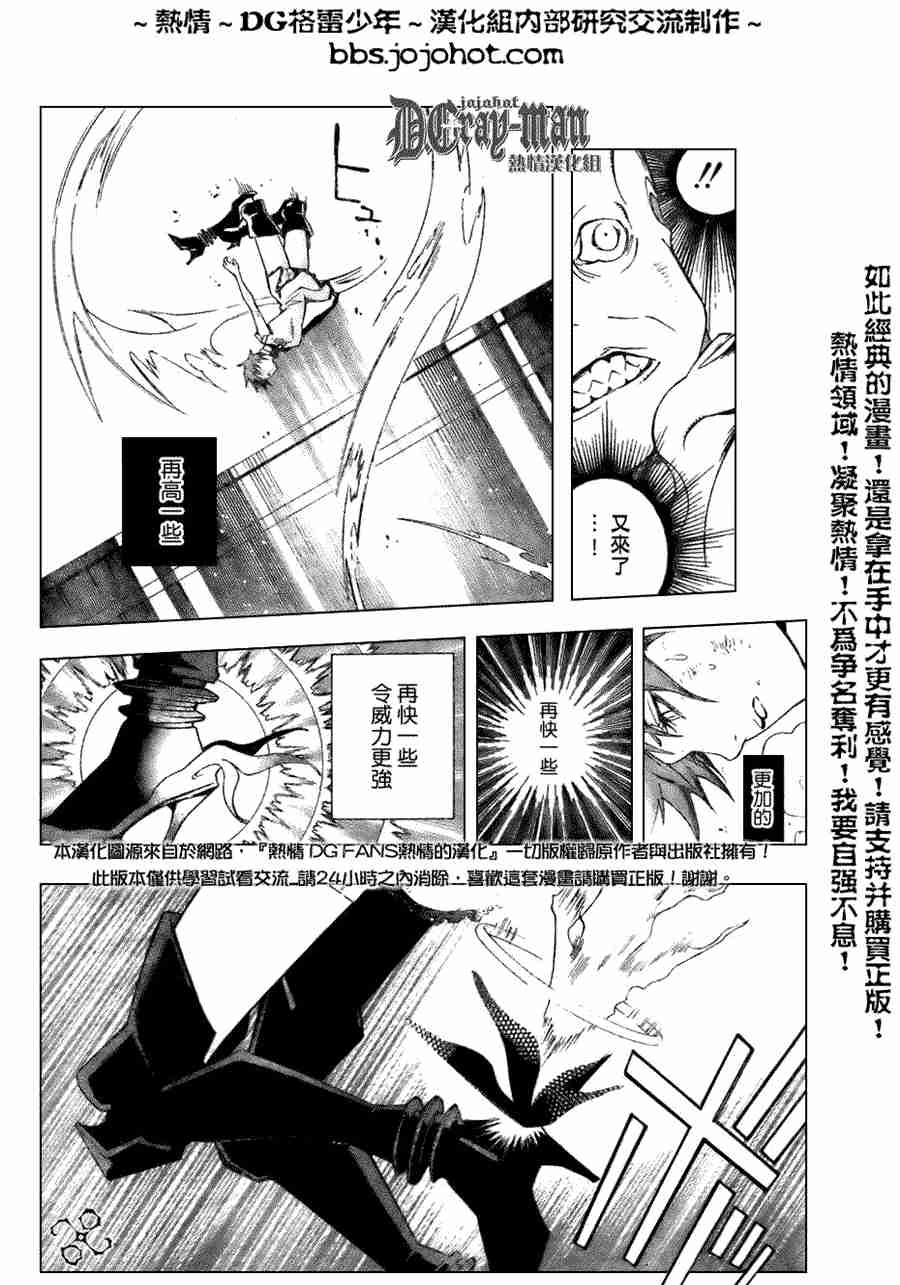 ~熱情~DG格雷少年~漢化組內部研究交流制作~
bbs.jojohot.com
jojohot
DGray-man
熱情漢化組
!!
又來了
…!
ヒュ
再高一些
更加的
再快一些
再快一些
令威力更強
本漢化圖源來自於網路,『熱情DG FANS熱情的漢化』一切版權歸原作者與出版社擁有!
此版本僅供學習試看交流,請24小時之內消除,喜歡這套漫畫請購買正版!謝謝。
如此經典的漫畫!還是拿在手中才更有感覺!請支持并購買正版!
熱情領域!凝聚熱情!不爲爭名奪利!我要自强不息!